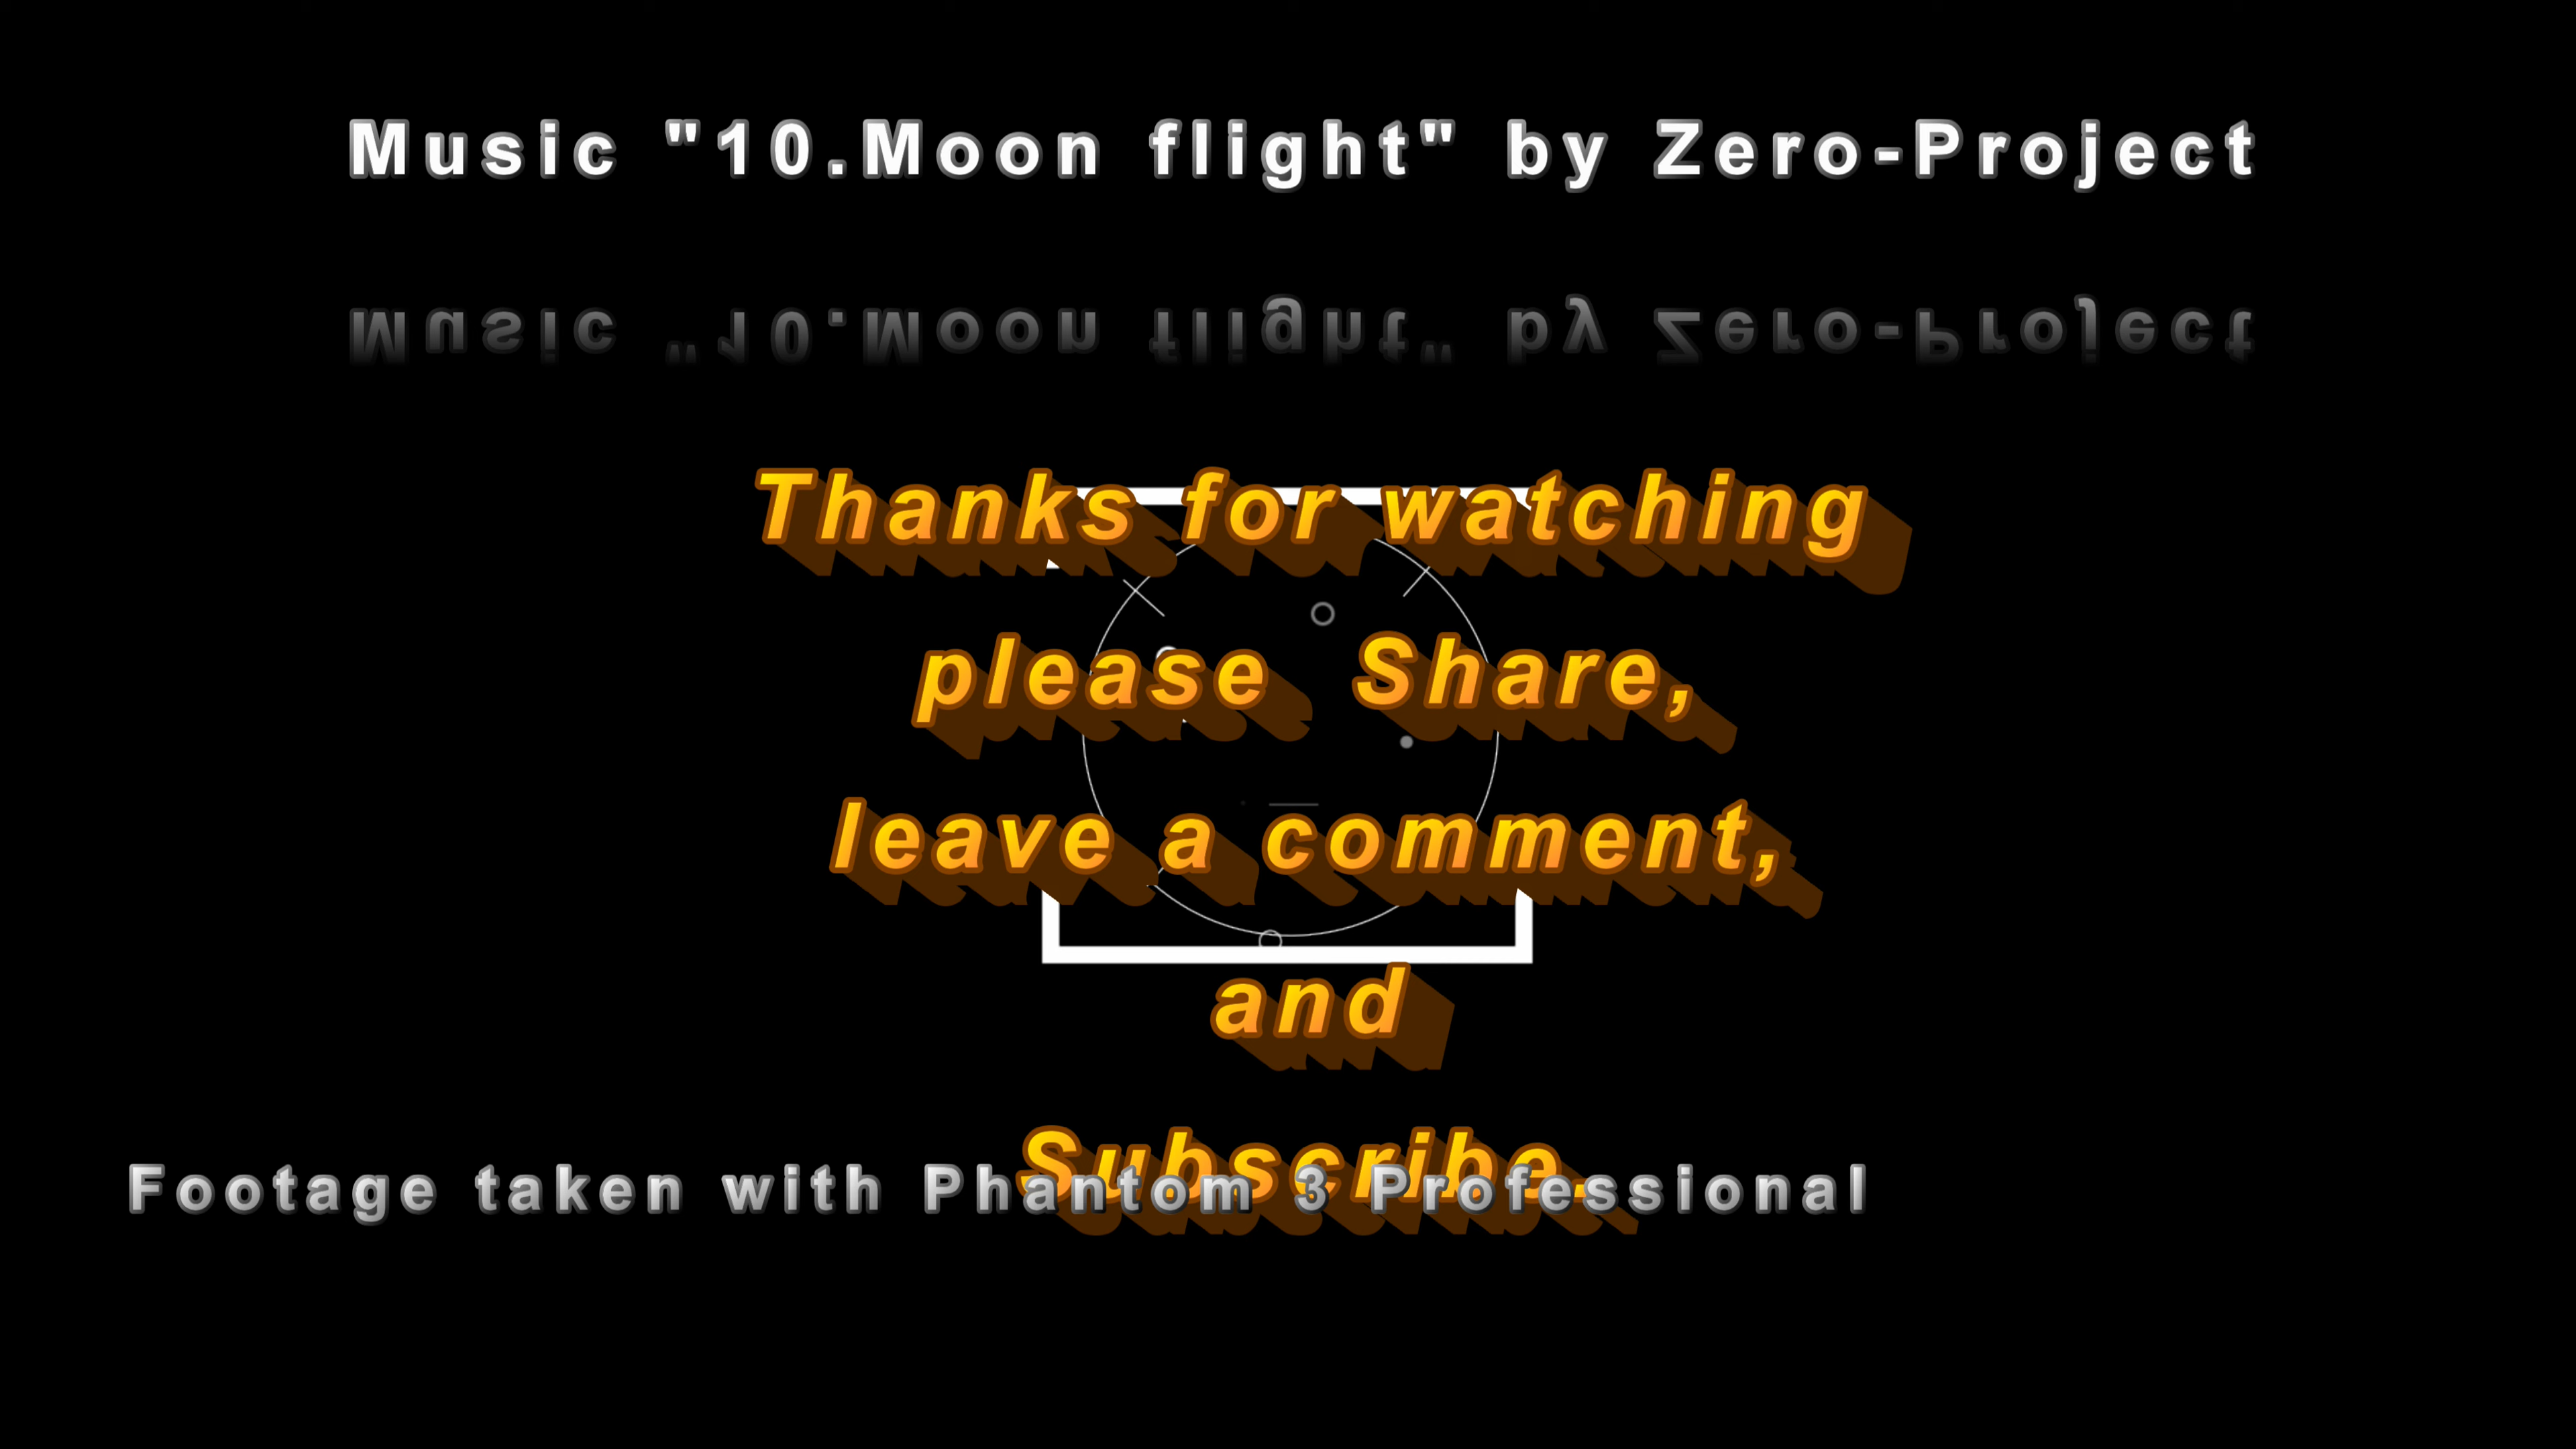 Music "10.Moon flight" by Zero-Project
Thanks for watching
please Share,
leave a comment,
and
Subscribe.
Footage taken with Phantom 3 Professional